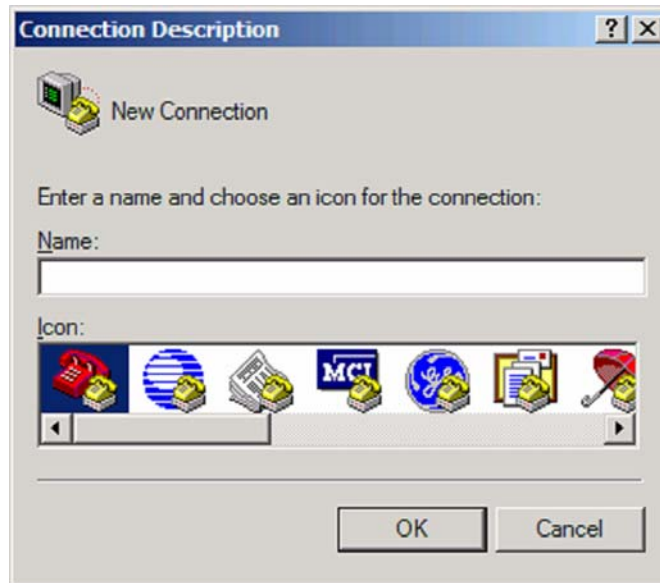 Connection Description
New Connection
Enter a name and choose an icon for the connection:
Name:
Icon:
MCI
OK
Cancel